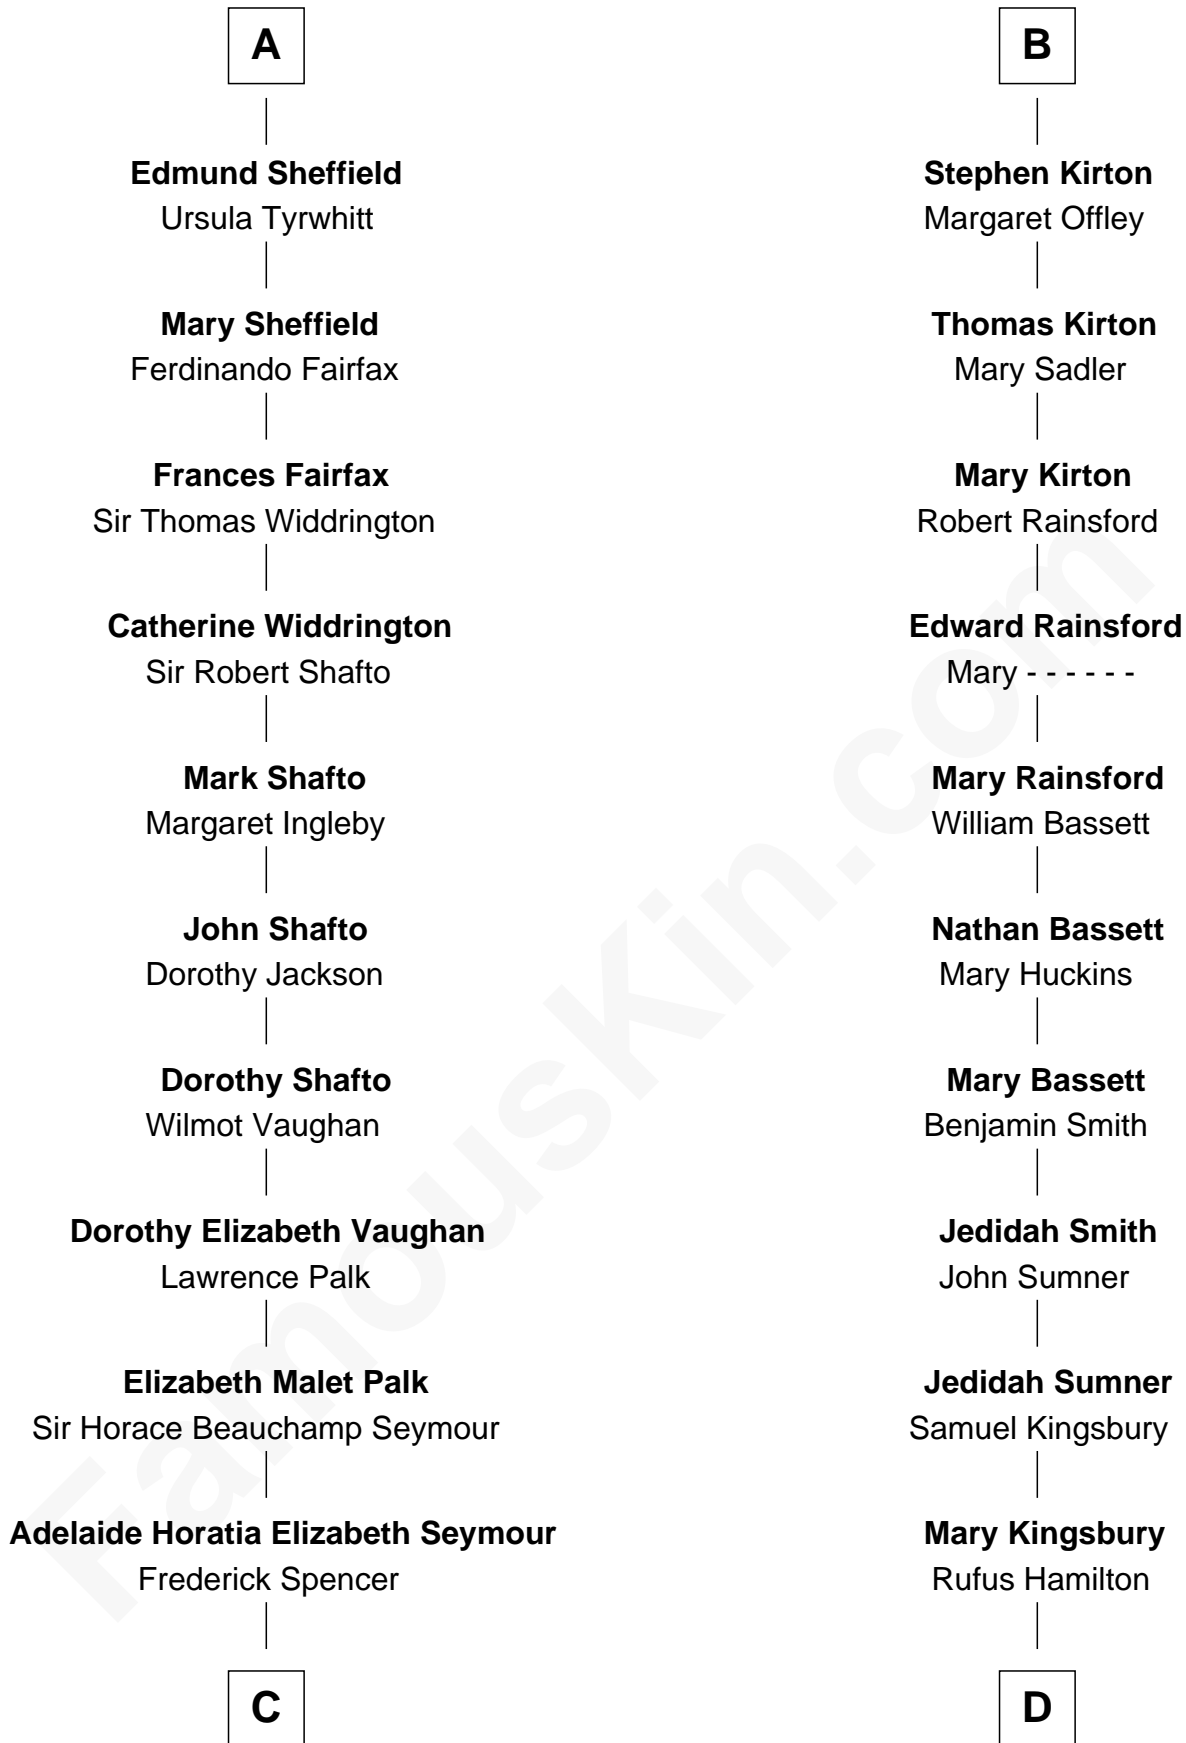 A
Edmund Sheffield
Ursula Tyrwhitt
Mary Sheffield
Ferdinando Fairfax
Frances Fairfax
Sir Thomas Widdrington
Catherine Widdrington
Sir Robert Shafto
Mark Shafto
Margaret Ingleby
John Shafto
Dorothy Jackson
Dorothy Shafto
Wilmot Vaughan
Dorothy Elizabeth Vaughan
Lawrence Palk
Elizabeth Malet Palk
Sir Horace Beauchamp Seymour
Adelaide Horatia Elizabeth Seymour
Frederick Spencer
C
B
Stephen Kirton
Margaret Offley
Thomas Kirton
Mary Sadler
Mary Kirton
Robert Rainsford
Edward Rainsford
Mary - - - - - -
Mary Rainsford
William Bassett
Nathan Bassett
Mary Huckins
Mary Bassett
Benjamin Smith
Jedidah Smith
John Sumner
Jedidah Sumner
Samuel Kingsbury
Mary Kingsbury
Rufus Hamilton
D
FamousKin.com